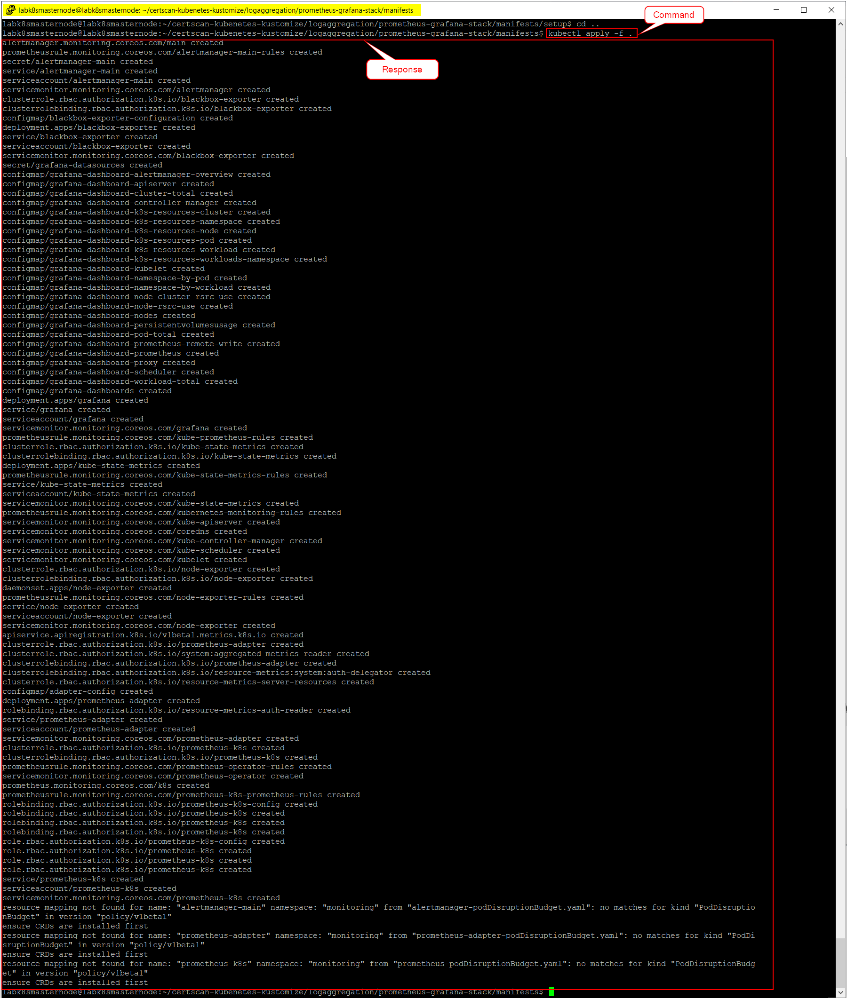 labk8smasternode@labk8smasternode: ~/certscan-kubenetes-kustomize/logaggregation/prometheus-grafana-stack/manifests
labk8smasternode@labk8smasternode:~/certscan-kubenetes-kustomize/logaggregation/prometheus-grafana-stack/manifests/setup$ cd ..
Command
labk8smasternode@labk8smasternode:~/certscan-kubenetes-kustomize/logaggregation/prometheus-grafana-stack/manifests$ kubectl apply -f .
alertmanager.monitoring.coreos.com/main created
prometheusrule.monitoring.coreos.com/alertmanager-main-rules created
secret/alertmanager-main created
Response
service/alertmanager-main created
serviceaccount/alertmanager-main created
servicemonitor.monitoring.coreos.com/alertmanager created
clusterrole.rbac.authorization.k8s.io/blackbox-exporter created
clusterrolebinding.rbac.authorization.k8s.io/blackbox-exporter created
configmap/blackbox-exporter-configuration created
deployment.apps/blackbox-exporter created
service/blackbox-exporter created
serviceaccount/blackbox-exporter created
servicemonitor.monitoring.coreos.com/blackbox-exporter created
secret/grafana-datasources created
configmap/grafana-dashboard-alertmanager-overview created
configmap/grafana-dashboard-apiserver created
configmap/grafana-dashboard-cluster-total created
configmap/grafana-dashboard-controller-manager created
configmap/grafana-dashboard-k8s-resources-cluster created
configmap/grafana-dashboard-k8s-resources-namespace created
configmap/grafana-dashboard-k8s-resources-node created
configmap/grafana-dashboard-k8s-resources-pod created
configmap/grafana-dashboard-k8s-resources-workload created
configmap/grafana-dashboard-k8s-resources-workloads-namespace created
configmap/grafana-dashboard-kubelet created
configmap/grafana-dashboard-namespace-by-pod created
configmap/grafana-dashboard-namespace-by-workload created
configmap/grafana-dashboard-node-cluster-rsrc-use created
configmap/grafana-dashboard-node-rsrc-use created
configmap/grafana-dashboard-nodes created
configmap/grafana-dashboard-persistentvolumesusage created
configmap/grafana-dashboard-pod-total created
configmap/grafana-dashboard-prometheus-remote-write created
configmap/grafana-dashboard-prometheus created
configmap/grafana-dashboard-proxy created
configmap/grafana-dashboard-scheduler created
configmap/grafana-dashboard-workload-total created
configmap/grafana-dashboards created
deployment.apps/grafana created
service/grafana created
serviceaccount/grafana created
servicemonitor.monitoring.coreos.com/grafana created
prometheusrule.monitoring.coreos.com/kube-prometheus-rules created
clusterrole.rbac.authorization.k8s.io/kube-state-metrics created
clusterrolebinding.rbac.authorization.k8s.io/kube-state-metrics created
deployment.apps/kube-state-metrics created
prometheusrule.monitoring.coreos.com/kube-state-metrics-rules created
service/kube-state-metrics created
serviceaccount/kube-state-metrics created
servicemonitor.monitoring.coreos.com/kube-state-metrics created
prometheusrule.monitoring.coreos.com/kubernetes-monitoring-rules created
servicemonitor.monitoring.coreos.com/kube-apiserver created
servicemonitor.monitoring.coreos.com/coredns created
servicemonitor.monitoring.coreos.com/kube-controller-manager created
servicemonitor.monitoring.coreos.com/kube-scheduler created
servicemonitor.monitoring.coreos.com/kubelet created
clusterrole.rbac.authorization.k8s.io/node-exporter created
clusterrolebinding.rbac.authorization.k8s.io/node-exporter created
daemonset.apps/node-exporter created
prometheusrule.monitoring.coreos.com/node-exporter-rules created
service/node-exporter created
serviceaccount/node-exporter created
servicemonitor.monitoring.coreos.com/node-exporter created
apiservice.apiregistration.k8s.io/v1beta1.metrics.k8s.io created
clusterrole.rbac.authorization.k8s.io/prometheus-adapter created
clusterrole.rbac.authorization.k8s.io/system:aggregated-metrics-reader created
clusterrolebinding.rbac.authorization.k8s.io/prometheus-adapter created
clusterrolebinding.rbac.authorization.k8s.io/resource-metrics:system:auth-delegator created
clusterrole.rbac.authorization.k8s.io/resource-metrics-server-resources created
configmap/adapter-config created
deployment.apps/prometheus-adapter created
rolebinding.rbac.authorization.k8s.io/resource-metrics-auth-reader created
service/prometheus-adapter created
serviceaccount/prometheus-adapter created
servicemonitor.monitoring.coreos.com/prometheus-adapter created
clusterrole.rbac.authorization.k8s.io/prometheus-k8s created
clusterrolebinding.rbac.authorization.k8s.io/prometheus-k8s created
prometheusrule.monitoring.coreos.com/prometheus-operator-rules created
servicemonitor.monitoring.coreos.com/prometheus-operator created
prometheus.monitoring.coreos.com/k8s created
prometheusrule.monitoring.coreos.com/prometheus-k8s-prometheus-rules created
rolebinding.rbac.authorization.k8s.io/prometheus-k8s-config created
rolebinding.rbac.authorization.k8s.io/prometheus-k8s created
rolebinding.rbac.authorization.k8s.io/prometheus-k8s created
rolebinding.rbac.authorization.k8s.io/prometheus-k8s created
role.rbac.authorization.k8s.io/prometheus-k8s-config created
role.rbac.authorization.k8s.io/prometheus-k8s created
role.rbac.authorization.k8s.io/prometheus-k8s created
role.rbac.authorization.k8s.io/prometheus-k8s created
service/prometheus-k8s created
serviceaccount/prometheus-k8s created
servicemonitor.monitoring.coreos.com/prometheus-k8s created
resource mapping not found for name: "alertmanager-main" namespace: "monitoring" from "alertmanager-podDisruptionBudget.yaml": no matches for kind "PodDisruptio
nBudget" in version "policy/v1beta1"
ensure CRDs are installed first
resource mapping not found for name: "prometheus-adapter" namespace: "monitoring" from "prometheus-adapter-podDisruptionBudget.yaml": no matches for kind "PodDi
sruptionBudget" in version "policy/v1beta1"
ensure CRDs are installed first
resource mapping not found for name: "prometheus-k8s" namespace: "monitoring" from "prometheus-podDisruptionBudget.yaml": no matches for kind "PodDisruptionBudg
et" in version "policy/v1beta1"
ensure CRDs are installed first
labk8smasternode@labk8smasternode:~/certscan-kubenetes-kustomize/logaggregation/prometheus-grafana-stack/manifests$